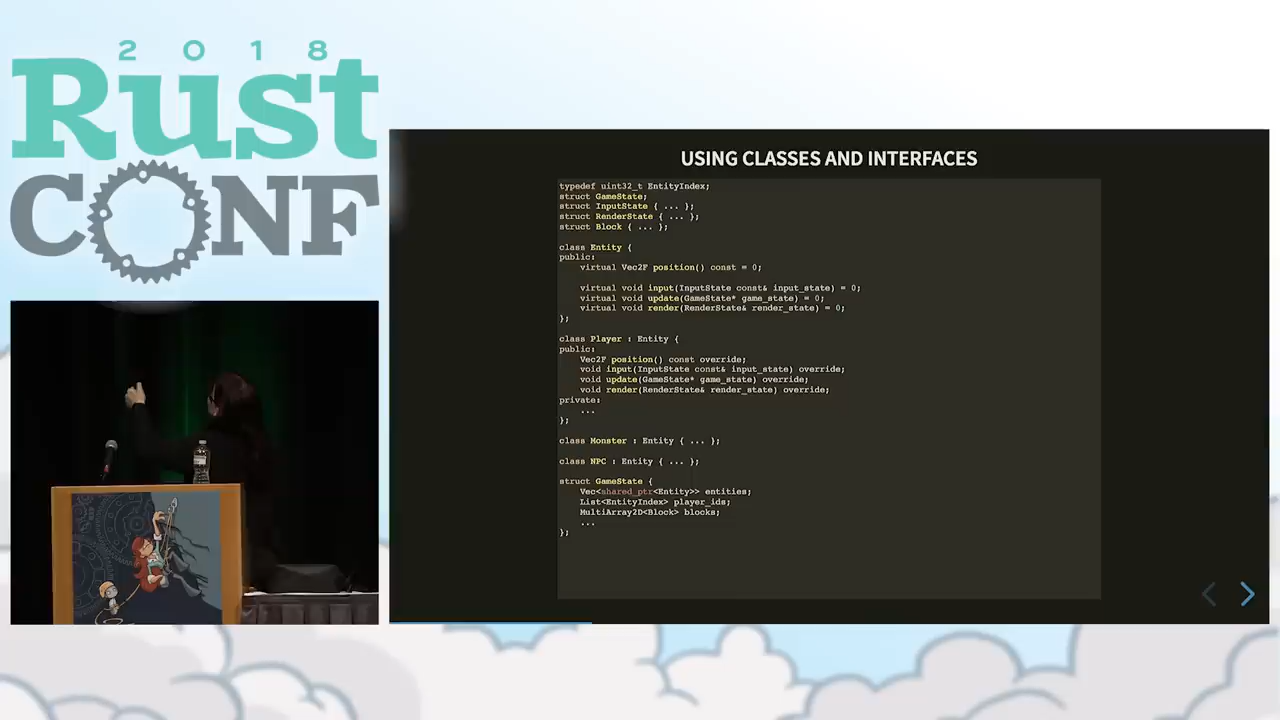 2018
Rust
CONF
USING CLASSES AND INTERFACES
typedef uint32_t EntityIndex;
struct GameState;
struct InputState { ... };
struct RenderState { ... };
struct Block { ... };
class Entity {
public:
virtual Vec2F position() const = 0;
virtual void input(InputState const& input_state) = 0;
virtual void update(GameState* game_state) = 0;
virtual void render(RenderState& render_state) = 0;
};
class Player : Entity {
public:
Vec2F position() const override;
void input(InputState const& input_state) override;
void update(GameState* game_state) override;
void render(RenderState& render_state) override;
private:
...
};
class Monster : Entity { ... };
class NPC : Entity { ... };
struct GameState {
Vec<shared_ptr<Entity>> entities;
List<EntityIndex> player_ids;
MultiArray2D<Block> blocks;
...
};